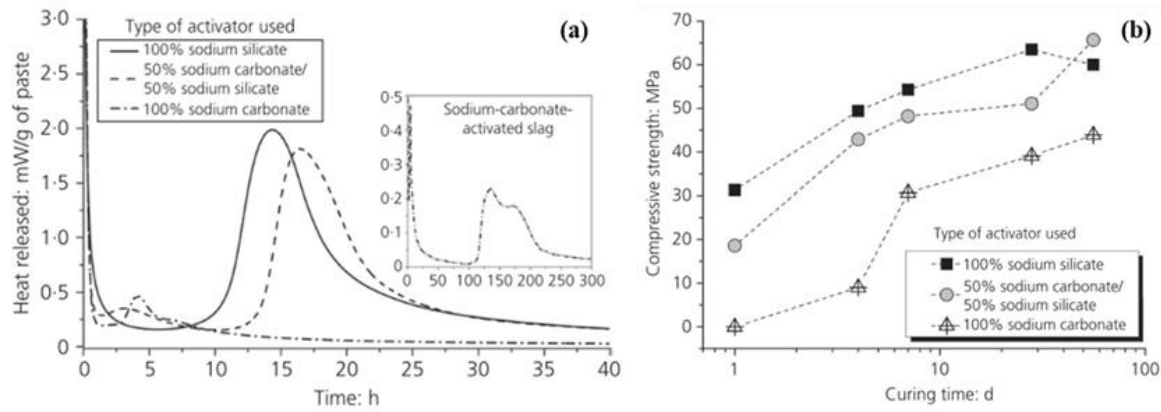 (a)
Type of activator used
100% sodium silicate
50% sodium carbonate/
50% sodium silicate
100% sodium carbonate
Heat released: mW/g of paste
3·0
2·5
2·0
1·5
1·0
0·5
0
0
5
10
15
20
25
30
35
40
Time: h
Sodium-carbonate-
activated slag
0·5
0·4
0·3
0·2
0·1
0
0
50
100
150
200
250
300
(b)
Compressive strength: MPa
70
60
50
40
30
20
10
0
1
10
100
Curing time: d
Type of activator used
100% sodium silicate
50% sodium carbonate/
50% sodium silicate
100% sodium carbonate